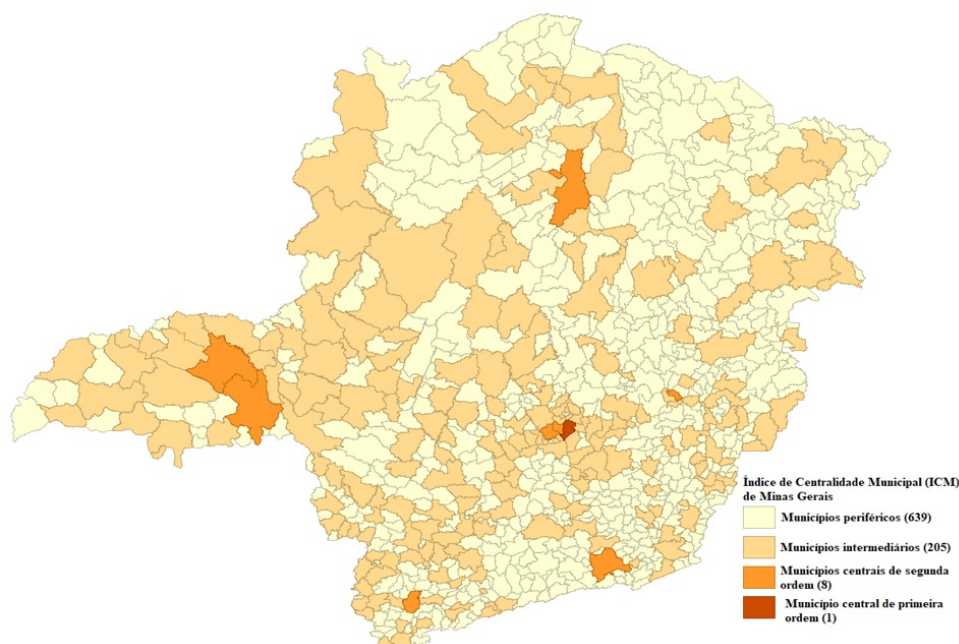 Índice de Centralidade Municipal (ICM)
de Minas Gerais
Municípios periféricos (639)
Municípios intermediários (205)
Municípios centrais de segunda
ordem (8)
Município central de primeira
ordem (1)